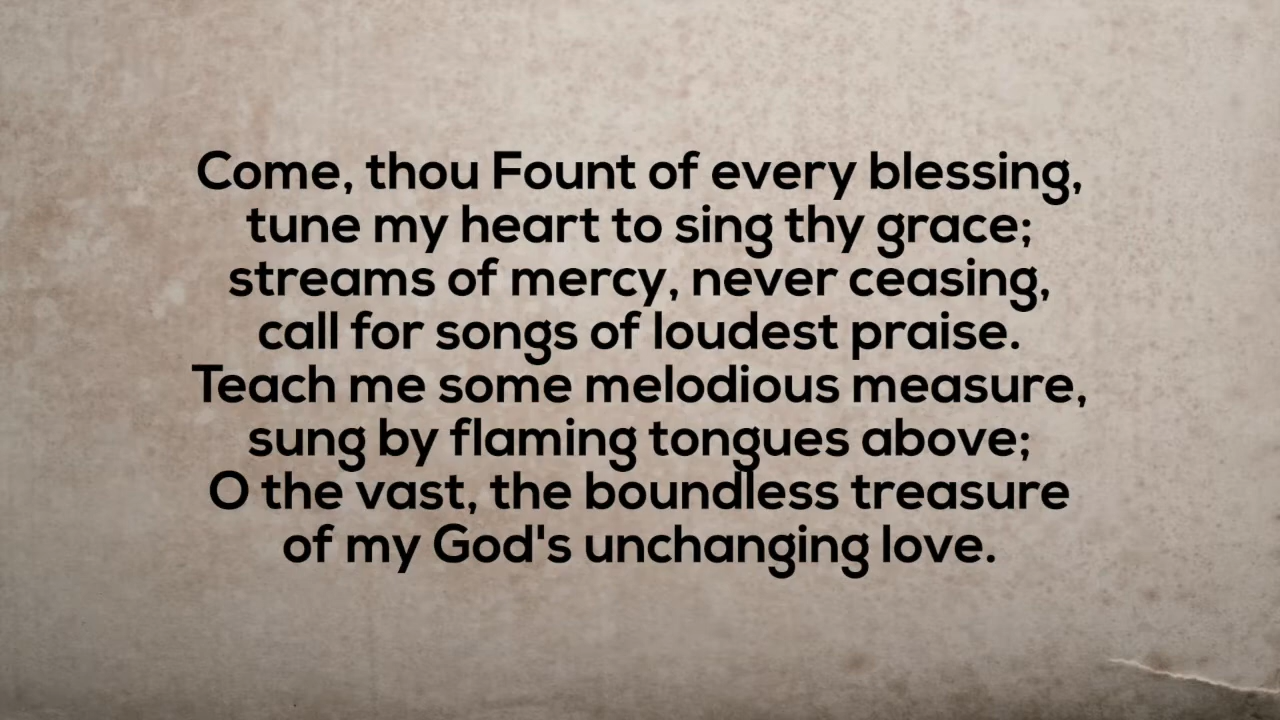 Come, thou Fount of every blessing,
tune my heart to sing thy grace;
streams of mercy, never ceasing,
call for songs of loudest praise.
Teach me some melodious measure,
sung by flaming tongues above;
O the vast, the boundless treasure
of my God's unchanging love.